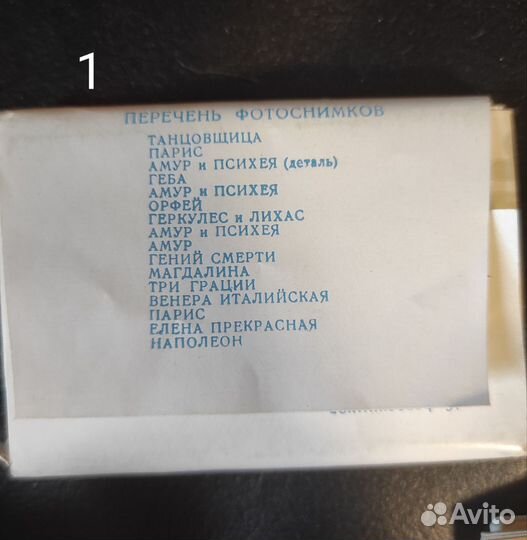 1
ПЕРЕЧЕНЬ ФОТОСНИМКОВ
ТАНЦОВЩИЦА
ПАРИС
АМУР и ПСИХЕЯ (деталь)
ГЕБА
АМУР и ПСИХЕЯ
ОРФЕЙ
ГЕРКУЛЕС и ЛИХАС
АМУР и ПСИХЕЯ
АМУР
ГЕНИЙ СМЕРТИ
МАГДАЛИНА
ТРИ ГРАЦИИ
ВЕНЕРА ИТАЛИЙСКАЯ
ПАРИС
ЕЛЕНА ПРЕКРАСНАЯ
НАПОЛЕОН
Avito